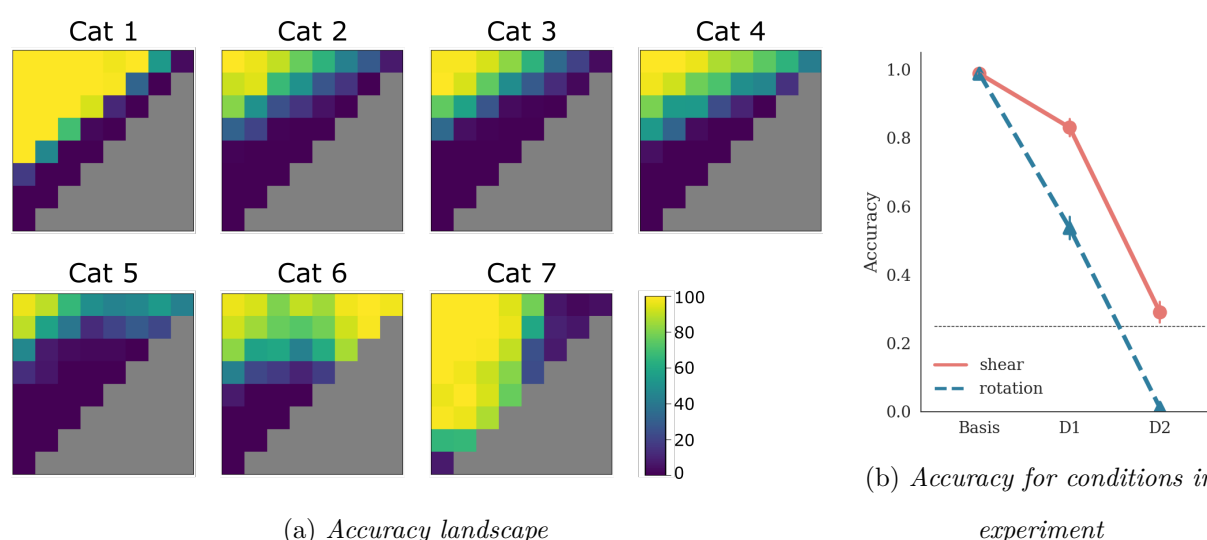 Cat 1 Cat 2 Cat 3 Cat 4
Cat 5 Cat 6 Cat 7
100
80
60
40
20
0
(a) Accuracy landscape
1.0
0.8
0.6
0.4
0.2
0.0
Accuracy
shear
rotation
Basis D1 D2
(b) Accuracy for conditions in
experiment